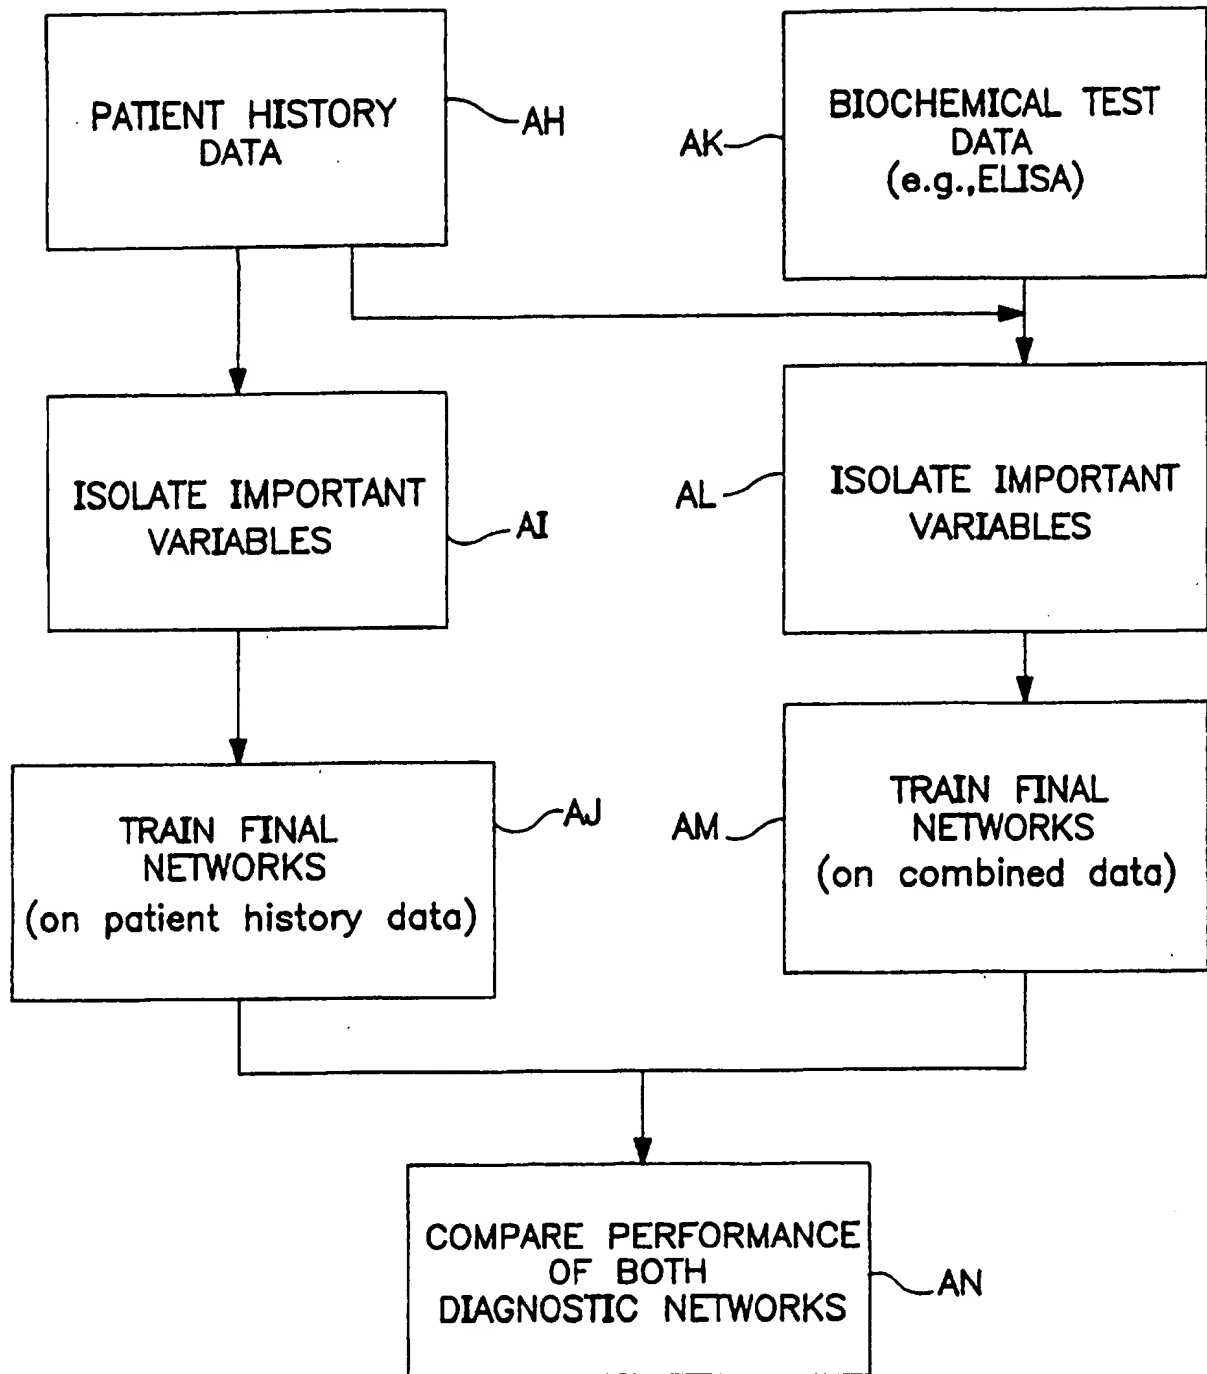 PATIENT HISTORY
DATA
AH
BIOCHEMICAL TEST
DATA
(e.g.,ELISA)
AK
ISOLATE IMPORTANT
VARIABLES
AI
ISOLATE IMPORTANT
VARIABLES
AL
TRAIN FINAL
NETWORKS
(on patient history data)
AJ
TRAIN FINAL
NETWORKS
(on combined data)
AM
COMPARE PERFORMANCE
OF BOTH
DIAGNOSTIC NETWORKS
AN